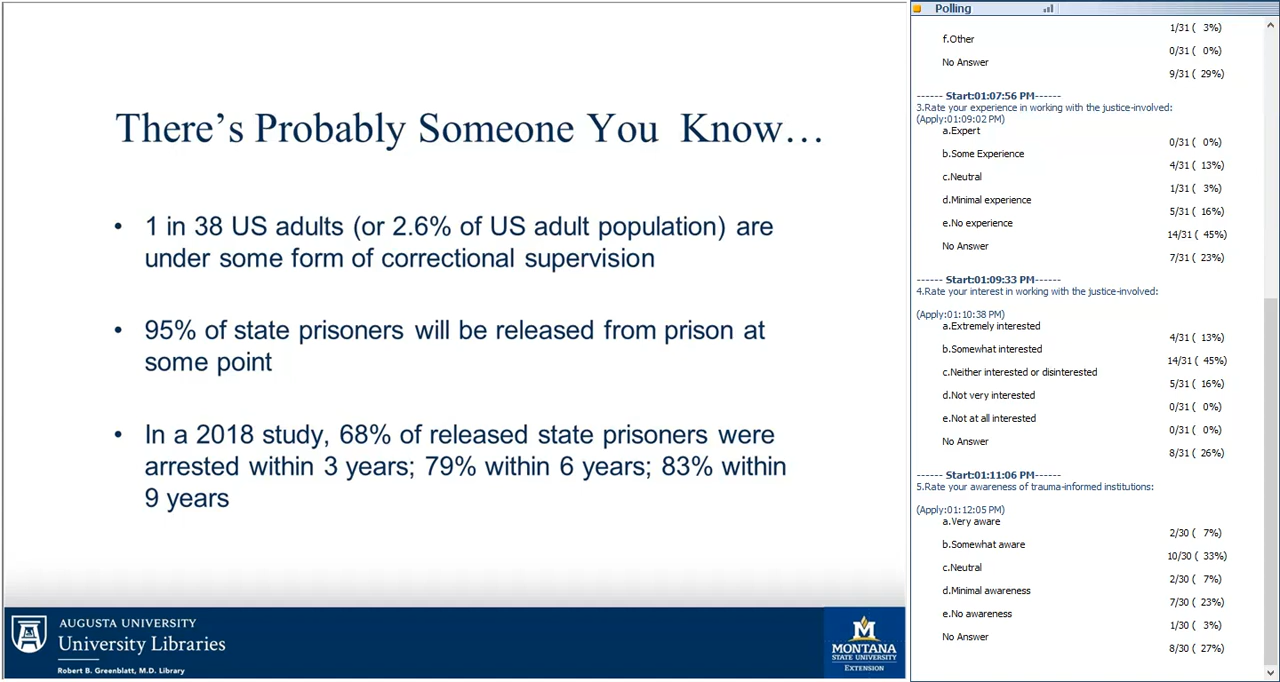 There's Probably Someone You Know…
• 1 in 38 US adults (or 2.6% of US adult population) are
under some form of correctional supervision
• 95% of state prisoners will be released from prison at
some point
• In a 2018 study, 68% of released state prisoners were
arrested within 3 years; 79% within 6 years; 83% within
9 years
AUGUSTA UNIVERSITY
University Libraries
Robert B. Greenblatt, M.D. Library
M
MONTANA
STATE UNIVERSITY
EXTENSION
Polling
1/31 ( 3%)
f.Other
0/31 ( 0%)
No Answer
9/31 ( 29%)
------ Start:01:07:56 PM------
3.Rate your experience in working with the justice-involved:
(Apply:01:09:02 PM)
a.Expert
0/31 ( 0%)
b.Some Experience
4/31 ( 13%)
c.Neutral
1/31 ( 3%)
d.Minimal experience
5/31 ( 16%)
e.No experience
14/31 ( 45%)
No Answer
7/31 ( 23%)
------ Start:01:09:33 PM------
4.Rate your interest in working with the justice-involved:
(Apply:01:10:38 PM)
a.Extremely interested
4/31 ( 13%)
b.Somewhat interested
14/31 ( 45%)
c.Neither interested or disinterested
5/31 ( 16%)
d.Not very interested
0/31 ( 0%)
e.Not at all interested
0/31 ( 0%)
No Answer
8/31 ( 26%)
------ Start:01:11:06 PM------
5.Rate your awareness of trauma-informed institutions:
(Apply:01:12:05 PM)
a.Very aware
2/30 ( 7%)
b.Somewhat aware
10/30 ( 33%)
c.Neutral
2/30 ( 7%)
d.Minimal awareness
7/30 ( 23%)
e.No awareness
1/30 ( 3%)
No Answer
8/30 ( 27%)